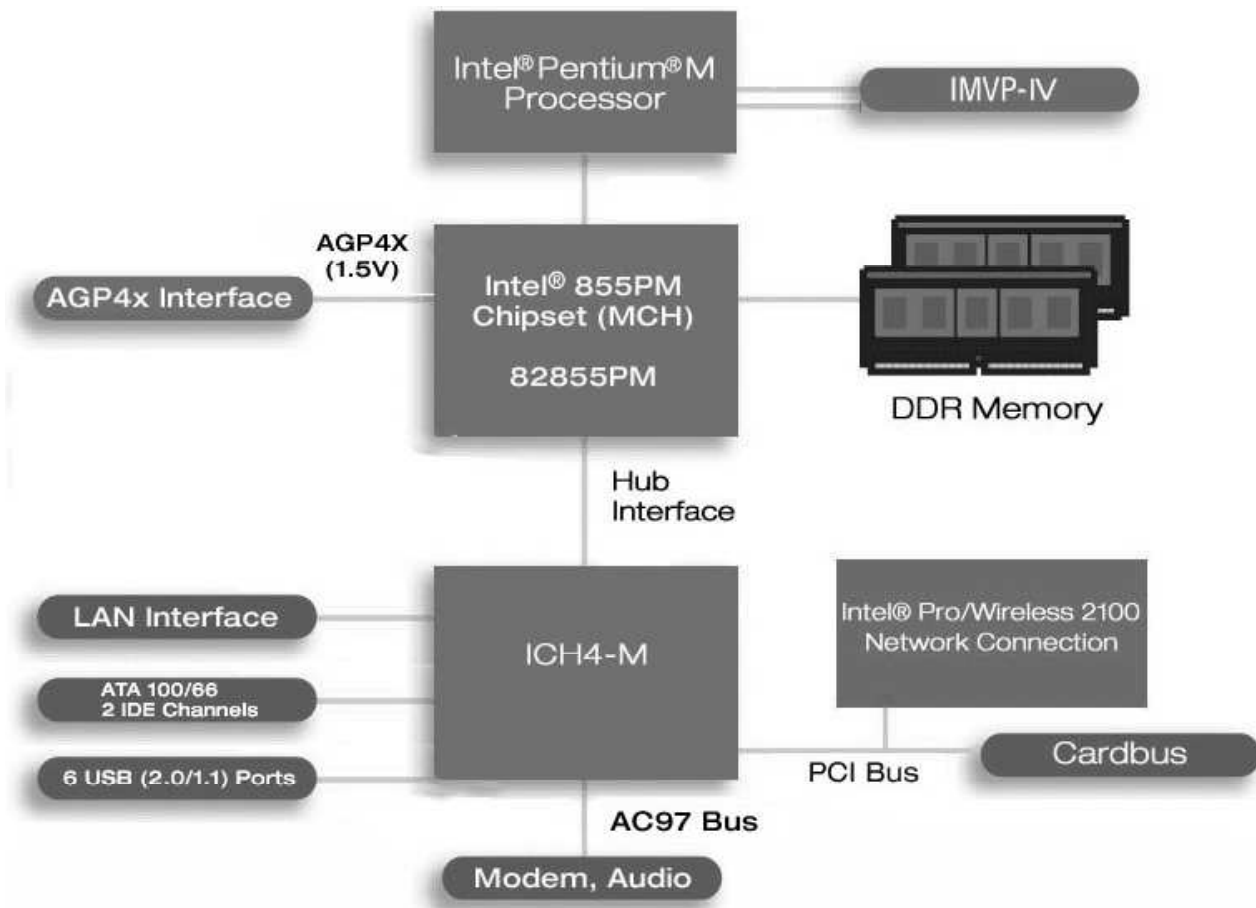 Intel® Pentium® M
Processor
IMVP-IV
AGP4X
(1.5V)
AGP4x Interface
Intel® 855PM
Chipset (MCH)
82855PM
DDR Memory
Hub
Interface
LAN Interface
ICH4-M
Intel® Pro/Wireless 2100
Network Connection
ATA 100/66
2 IDE Channels
6 USB (2.0/1.1) Ports
PCI Bus
Cardbus
AC97 Bus
Modem, Audio